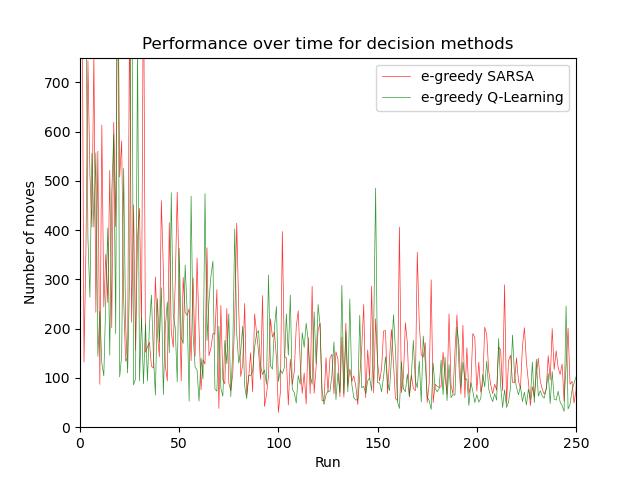 Performance over time for decision methods
e-greedy SARSA
e-greedy Q-Learning
Number of moves
700
600
500
400
300
200
100
0
0 50 100 150 200 250
Run